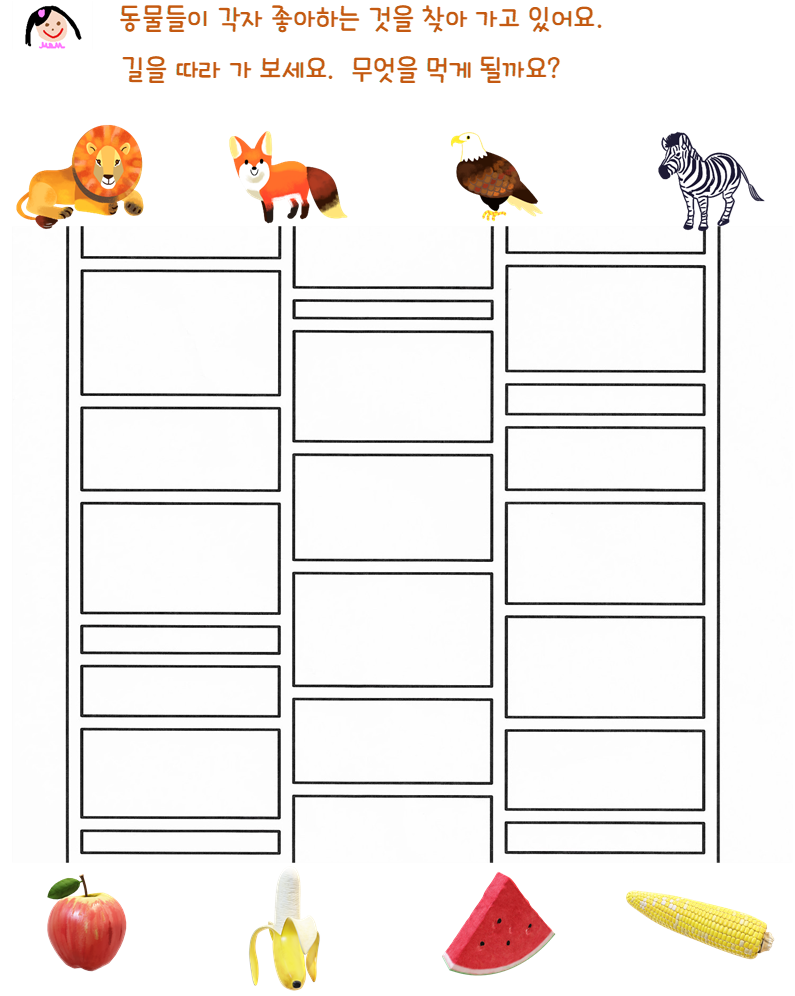 동물들이 각자 좋아하는 것을 찾아 가고 있어요.
길을 따라 가 보세요. 무엇을 먹게 될까요?